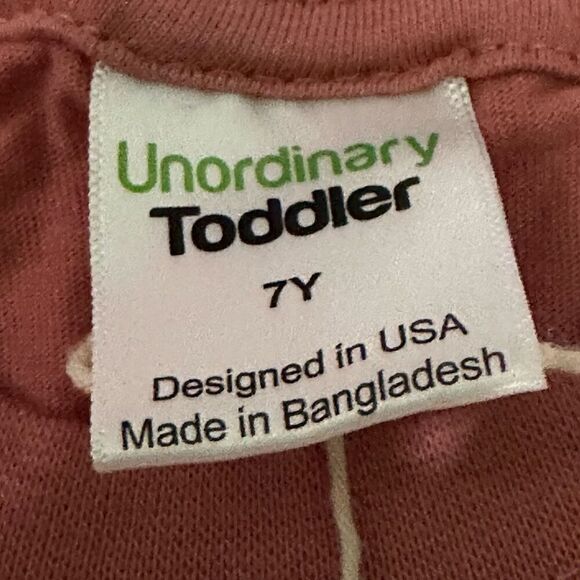 Unordinary
Toddler
7Y
Designed in USA
Made in Bangladesh